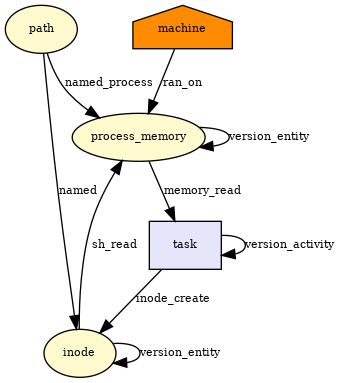 path
machine
named_process
ran_on
process_memory
version_entity
named
memory_read
sh_read
task
version_activity
inode_create
inode
version_entity